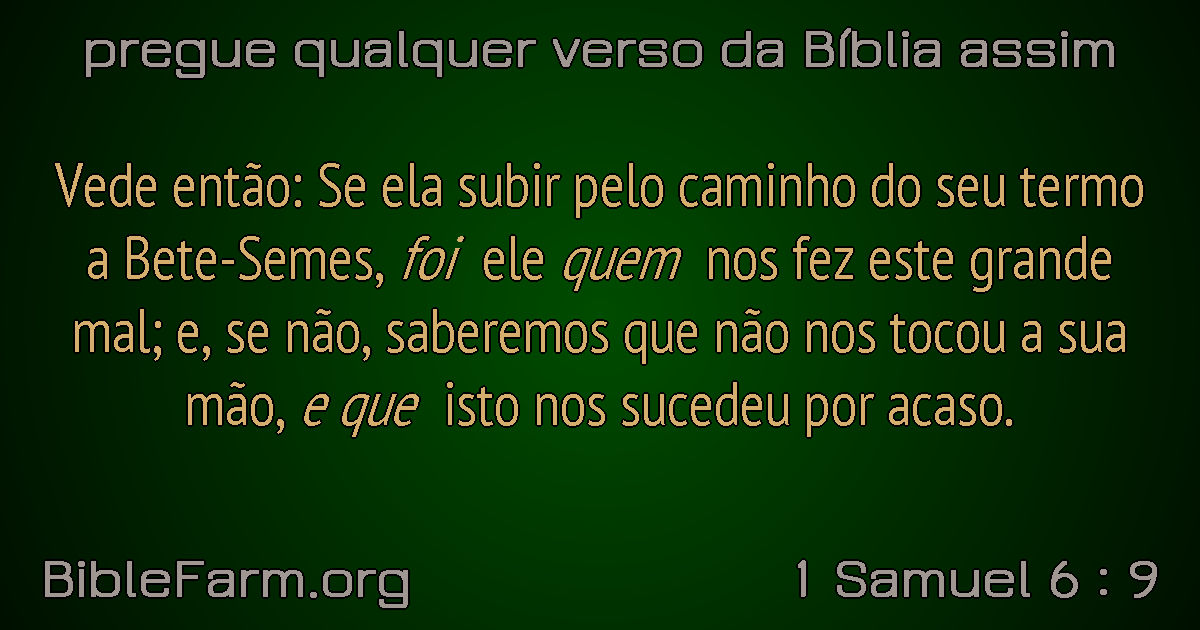 pregue qualquer verso da Bíblia assim
Vede então: Se ela subir pelo caminho do seu termo
a Bete-Semes, foi ele quem nos fez este grande
mal; e, se não, saberemos que não nos tocou a sua
mão, e que isto nos sucedeu por acaso.
BibleFarm.org
1 Samuel 6 : 9